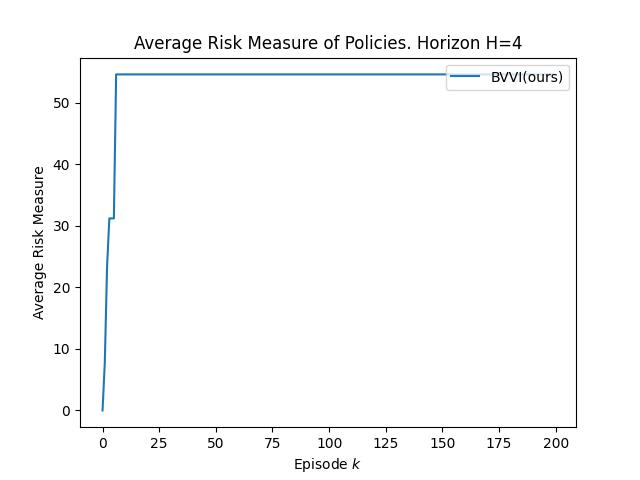 Average Risk Measure of Policies. Horizon H=4
BVVI(ours)
Average Risk Measure
50
40
30
20
10
0
0 25 50 75 100 125 150 175 200
Episode k